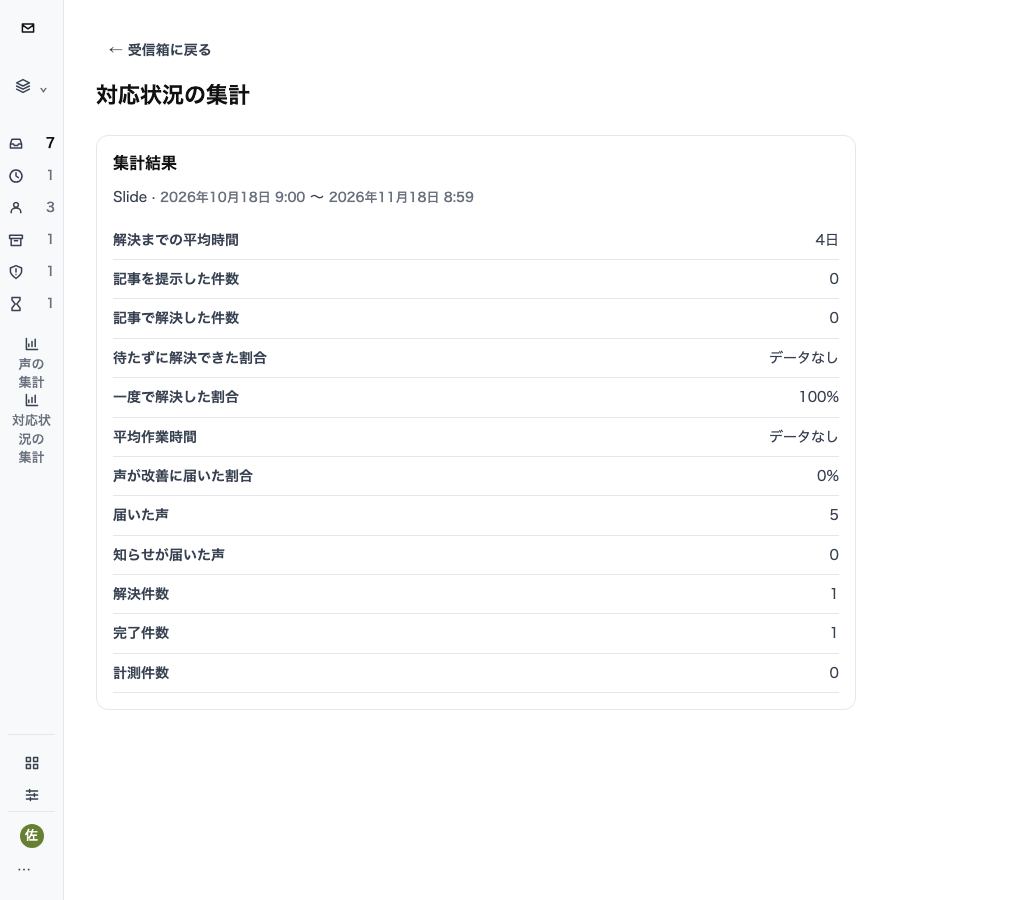 ← 受信箱に戻る
対応状況の集計
7
1
3
1
1
1
声の
集計
対応状
況の
集計
佐
…
集計結果
Slide · 2026年10月18日 9:00 〜 2026年11月18日 8:59
解決までの平均時間 4日
記事を提示した件数 0
記事で解決した件数 0
待たずに解決できた割合 データなし
一度で解決した割合 100%
平均作業時間 データなし
声が改善に届いた割合 0%
届いた声 5
知らせが届いた声 0
解決件数 1
完了件数 1
計測件数 0